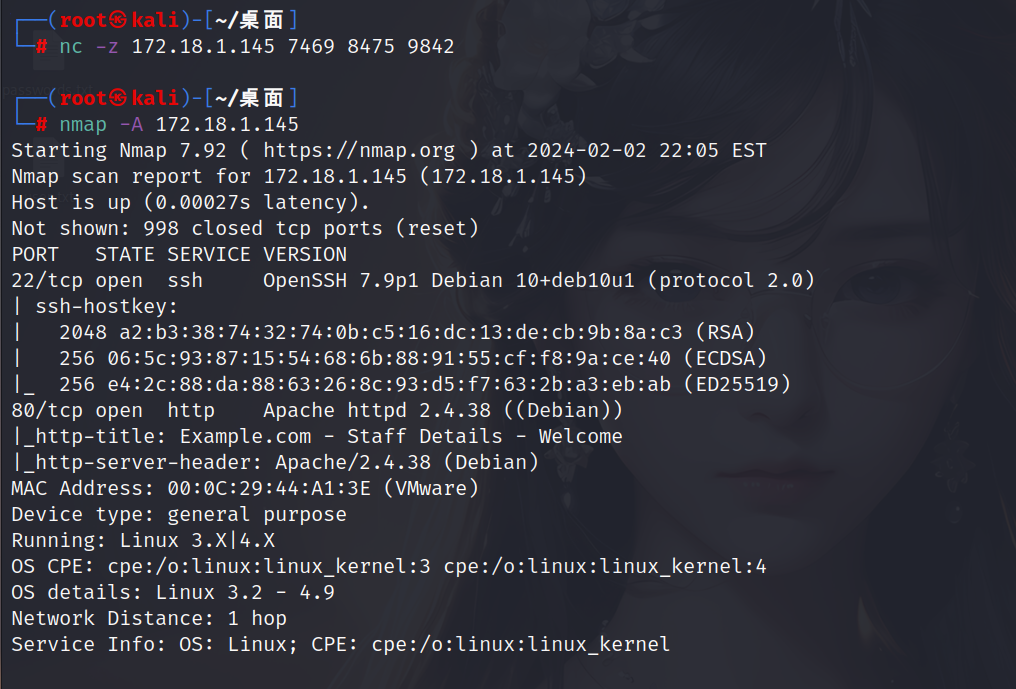 ┌──(root㉿kali)-[~/桌面]
└─# nc -z 172.18.1.145 7469 8475 9842
┌──(root㉿kali)-[~/桌面]
└─# nmap -A 172.18.1.145
Starting Nmap 7.92 ( https://nmap.org ) at 2024-02-02 22:05 EST
Nmap scan report for 172.18.1.145 (172.18.1.145)
Host is up (0.00027s latency).
Not shown: 998 closed tcp ports (reset)
PORT   STATE SERVICE VERSION
22/tcp open  ssh     OpenSSH 7.9p1 Debian 10+deb10u1 (protocol 2.0)
| ssh-hostkey:
|   2048 a2:b3:38:74:32:74:0b:c5:16:dc:13:de:cb:9b:8a:c3 (RSA)
|   256 06:5c:93:87:15:54:68:6b:88:91:55:cf:f8:9a:ce:40 (ECDSA)
|_  256 e4:2c:88:da:88:63:26:8c:93:d5:f7:63:2b:a3:eb:ab (ED25519)
80/tcp open  http    Apache httpd 2.4.38 ((Debian))
|_http-title: Example.com - Staff Details - Welcome
|_http-server-header: Apache/2.4.38 (Debian)
MAC Address: 00:0C:29:44:A1:3E (VMware)
Device type: general purpose
Running: Linux 3.X|4.X
OS CPE: cpe:/o:linux:linux_kernel:3 cpe:/o:linux:linux_kernel:4
OS details: Linux 3.2 - 4.9
Network Distance: 1 hop
Service Info: OS: Linux; CPE: cpe:/o:linux:linux_kernel